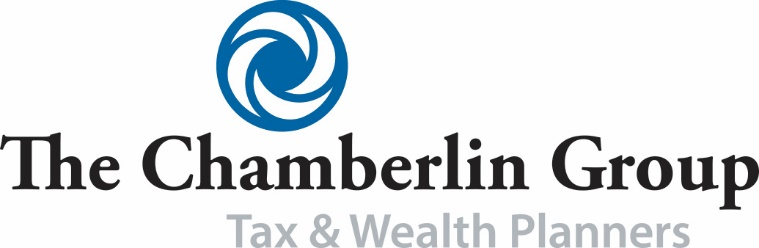 The Chamberlin Group
Tax & Wealth Planners